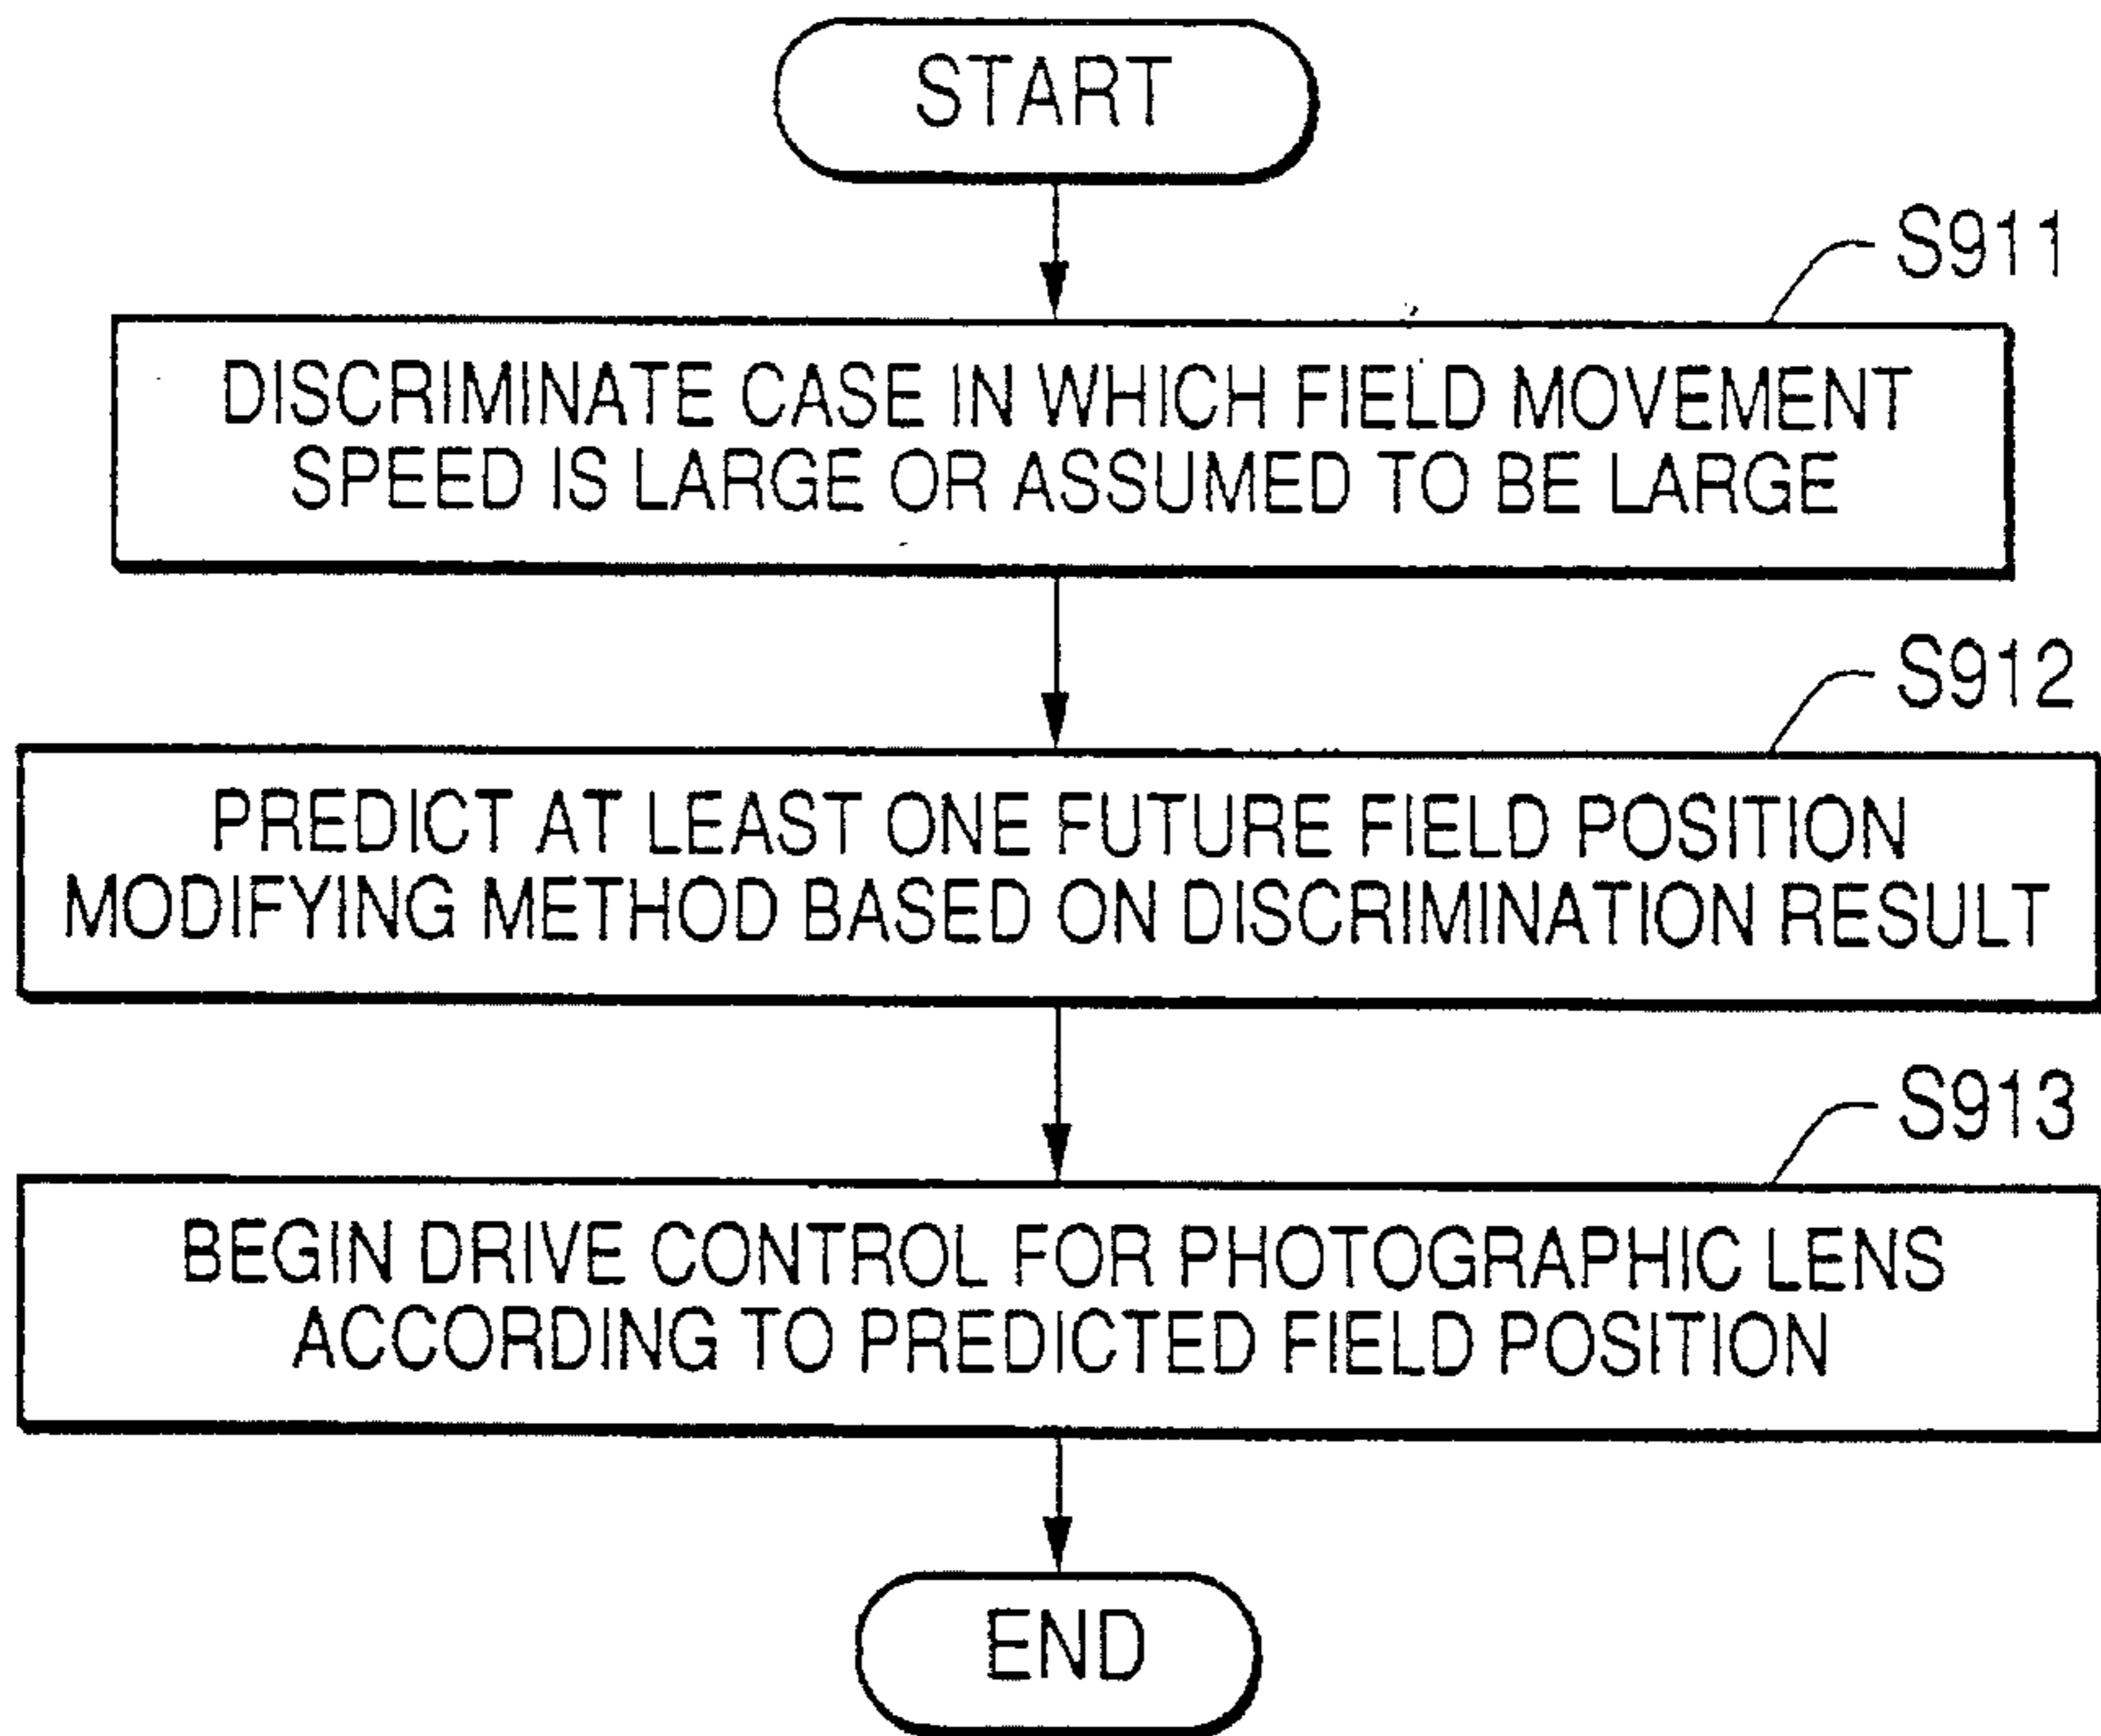 START
S911
DISCRIMINATE CASE IN WHICH FIELD MOVEMENT
SPEED IS LARGE OR ASSUMED TO BE LARGE
S912
PREDICT AT LEAST ONE FUTURE FIELD POSITION
MODIFYING METHOD BASED ON DISCRIMINATION RESULT
S913
BEGIN DRIVE CONTROL FOR PHOTOGRAPHIC LENS
ACCORDING TO PREDICTED FIELD POSITION
END